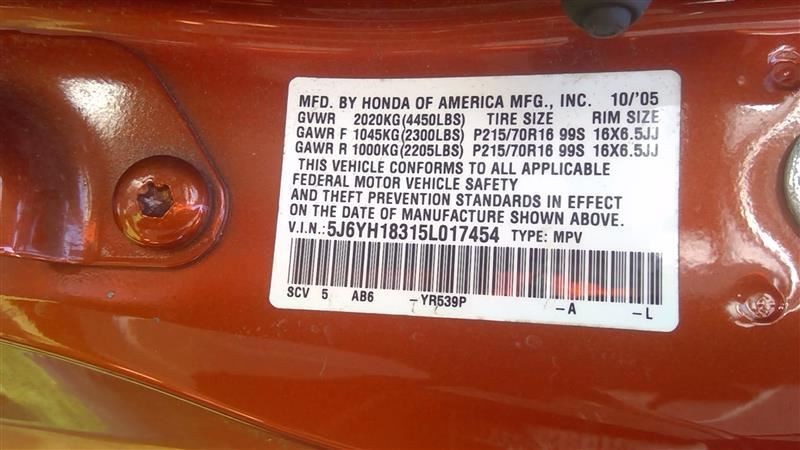 MFD. BY HONDA OF AMERICA MFG., INC. 10/'05
GVWR 2020KG(4450LBS) TIRE SIZE RIM SIZE
GAWR F 1045KG(2300LBS) P215/70R16 99S 16X6.5JJ
GAWR R 1000KG(2205LBS) P215/70R16 99S 16X6.5JJ
THIS VEHICLE CONFORMS TO ALL APPLICABLE
FEDERAL MOTOR VEHICLE SAFETY
AND THEFT PREVENTION STANDARDS IN EFFECT
ON THE DATE OF MANUFACTURE SHOWN ABOVE.
V.I.N.:5J6YH18315L017454 TYPE: MPV
SCV 5 AB6 -YR539P -A -L